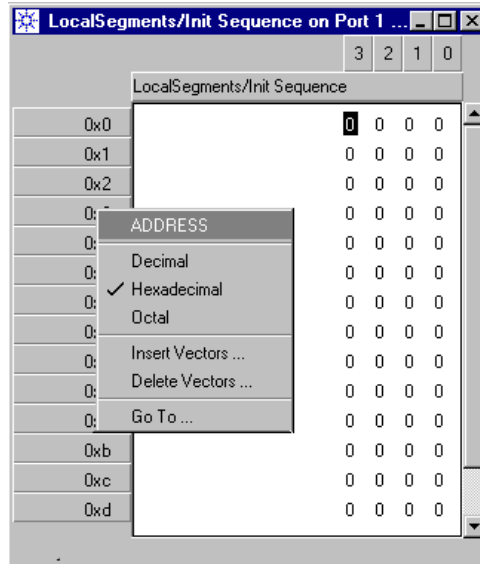 LocalSegments/Init Sequence on Port 1 ...
3 2 1 0
LocalSegments/Init Sequence
0x0 0 0 0 0
0x1 0 0 0 0
0x2 0 0 0 0
0 0 0 0
ADDRESS
0 0 0 0
Decimal
0 0 0 0
✓ Hexadecimal
0 0 0 0
Octal
0 0 0 0
Insert Vectors ...
0 0 0 0
Delete Vectors ...
0 0 0 0
Go To ...
0 0 0 0
0xb 0 0 0 0
0xc 0 0 0 0
0xd 0 0 0 0